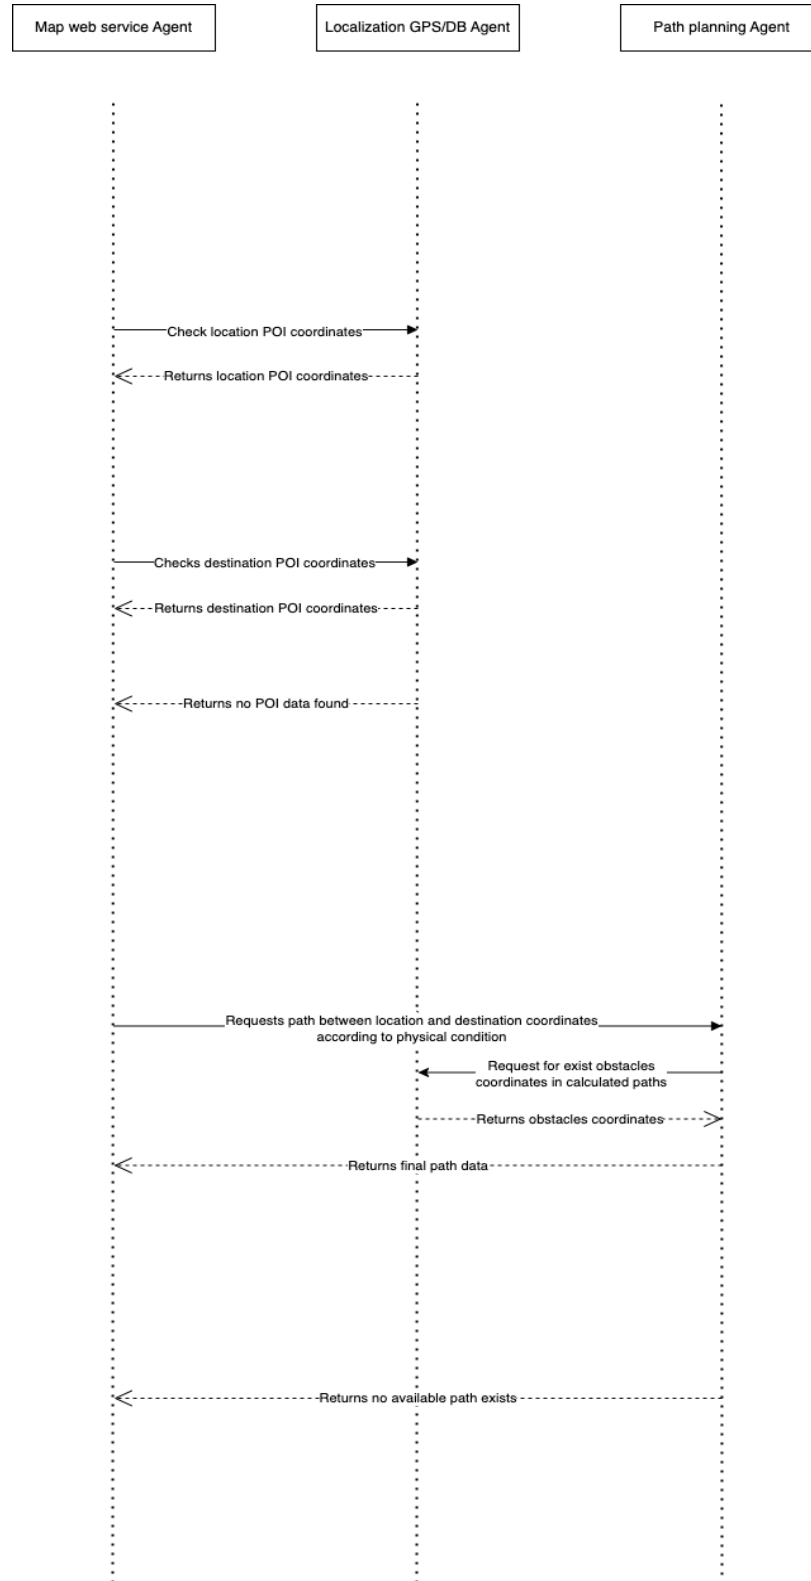 Map web service Agent
Localization GPS/DB Agent
Path planning Agent
Check location POI coordinates
Returns location POI coordinates
Checks destination POI coordinates
Returns destination POI coordinates
Returns no POI data found
Requests path between location and destination coordinates
according to physical condition
Request for exist obstacles
coordinates in calculated paths
Returns obstacles coordinates
Returns final path data
Returns no available path exists